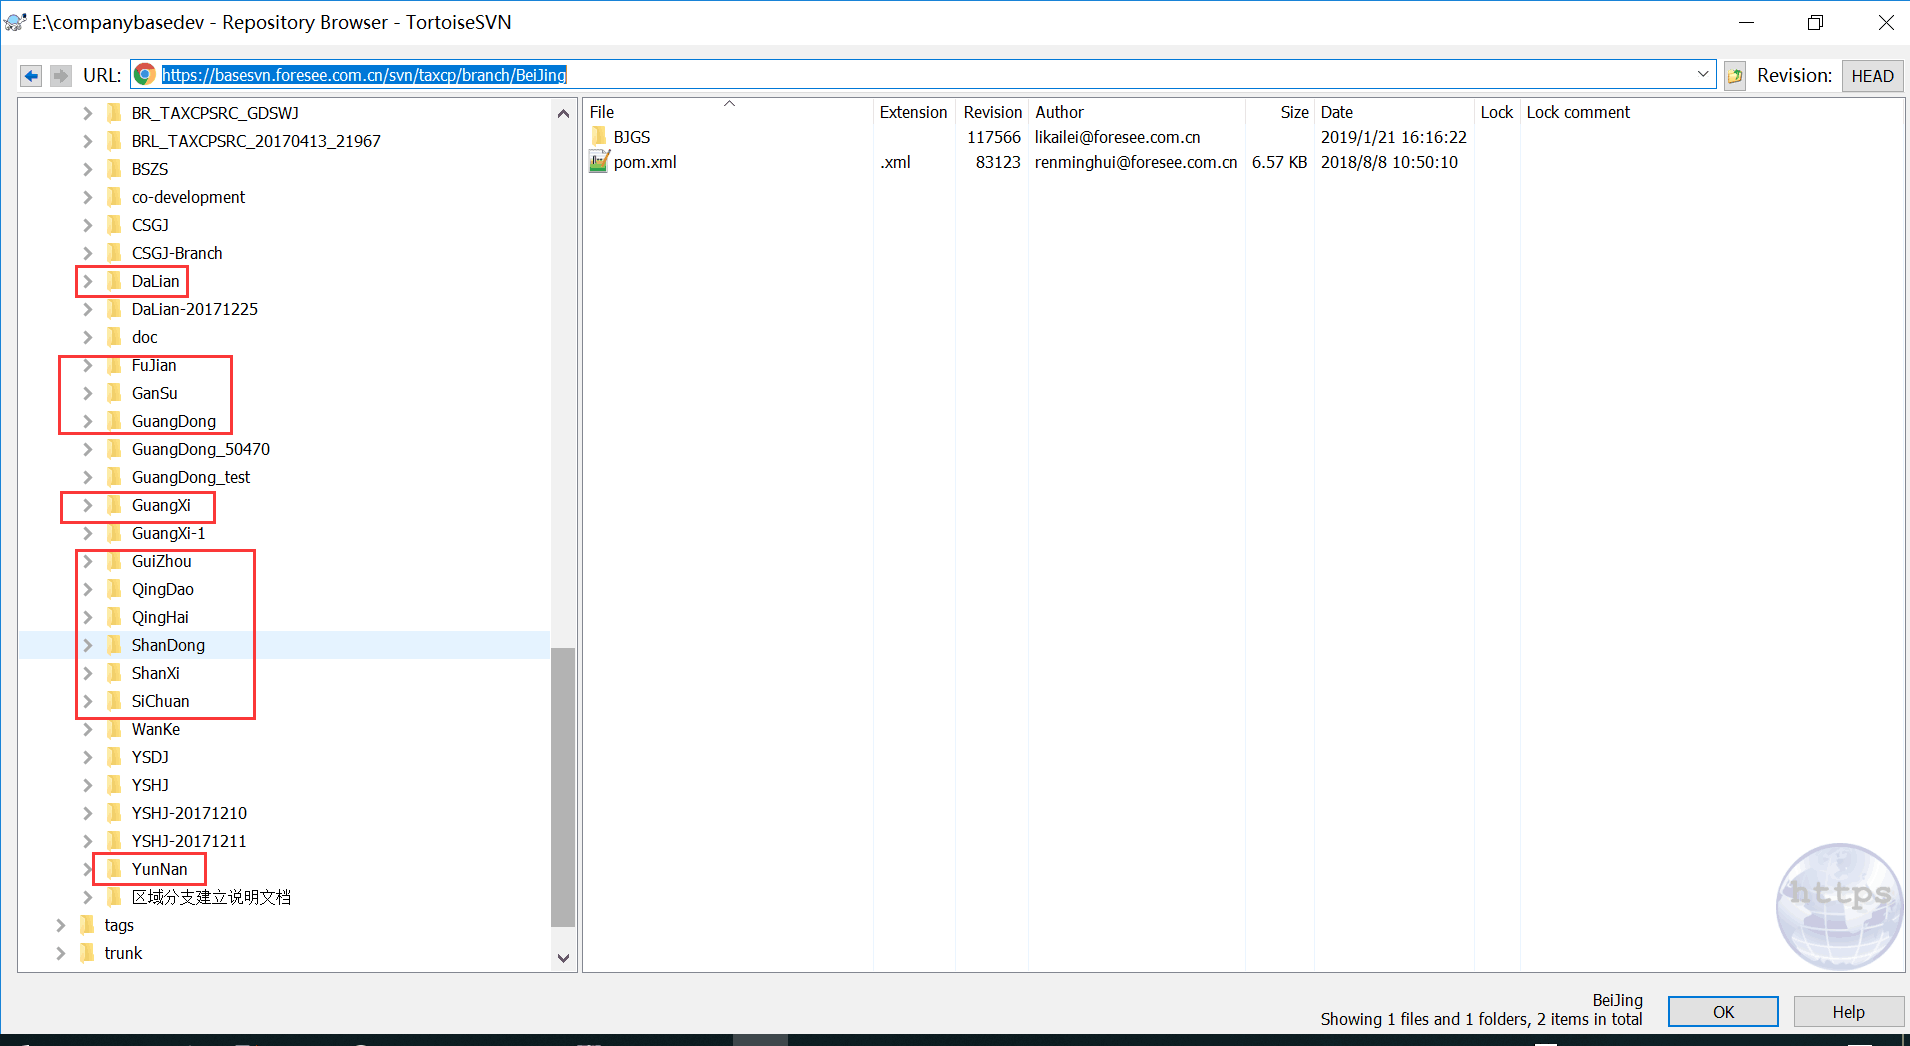 E:\companybasedev - Repository Browser - TortoiseSVN
URL: https://basesvn.foresee.com.cn/svn/taxcp/branch/BeiJing Revision: HEAD
BR_TAXCPSRC_GDSWJ
BRL_TAXCPSRC_20170413_21967
BSZS
co-development
CSGJ
CSGJ-Branch
DaLian
DaLian-20171225
doc
FuJian
GanSu
GuangDong
GuangDong_50470
GuangDong_test
GuangXi
GuangXi-1
GuiZhou
QingDao
QingHai
ShanDong
ShanXi
SiChuan
WanKe
YSDJ
YSHJ
YSHJ-20171210
YSHJ-20171211
YunNan
区域分支建立说明文档
tags
trunk
File Extension Revision Author Size Date Lock Lock comment
BJGS 117566 likailei@foresee.com.cn 2019/1/21 16:16:22
pom.xml .xml 83123 renminghui@foresee.com.cn 6.57 KB 2018/8/8 10:50:10
https
BeiJing
Showing 1 files and 1 folders, 2 items in total
OK Help